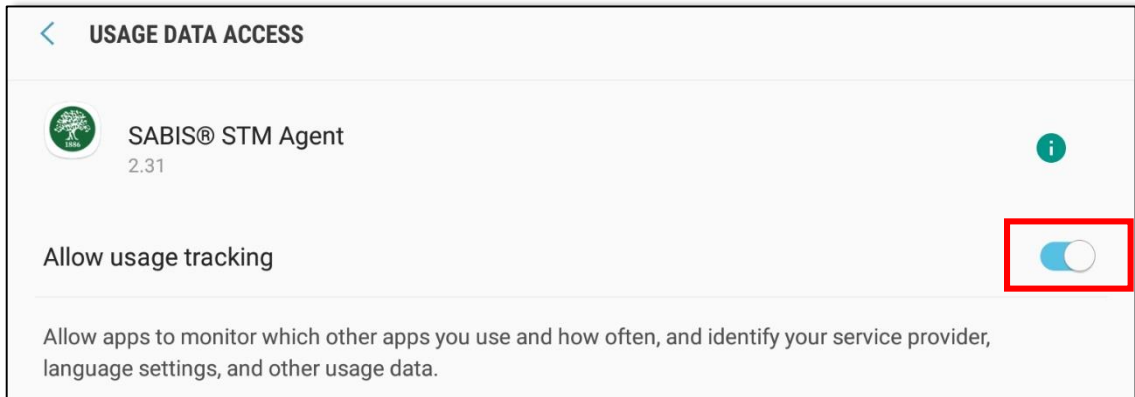 USAGE DATA ACCESS
1886
SABIS® STM Agent
2.31
i
Allow usage tracking
Allow apps to monitor which other apps you use and how often, and identify your service provider,
language settings, and other usage data.